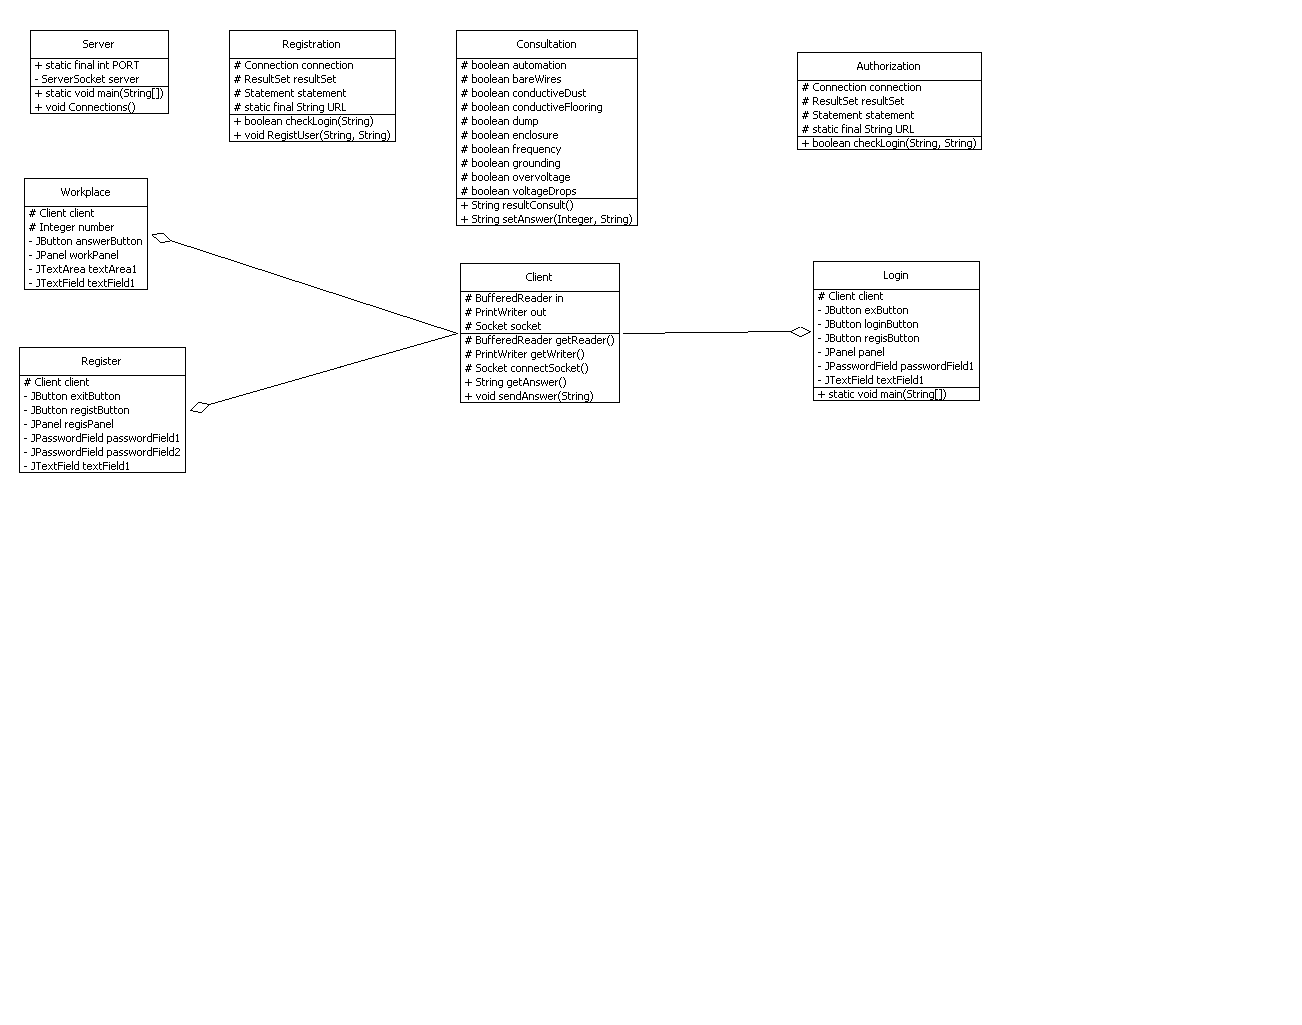 Server
+ static final int PORT
- ServerSocket server
+ static void main(String[])
+ void Connections()
Registration
# Connection connection
# ResultSet resultSet
# Statement statement
# static final String URL
+ boolean checkLogin(String)
+ void RegistUser(String, String)
Consultation
# boolean automation
# boolean bareWires
# boolean conductiveDust
# boolean conductiveFlooring
# boolean dump
# boolean enclosure
# boolean frequency
# boolean grounding
# boolean overvoltage
# boolean voltageDrops
+ String resultConsult()
+ String setAnswer(Integer, String)
Authorization
# Connection connection
# ResultSet resultSet
# Statement statement
# static final String URL
+ boolean checkLogin(String, String)
Workplace
# Client client
# Integer number
- JButton answerButton
- JPanel workPanel
- JTextArea textArea1
- JTextField textField1
Client
# BufferedReader in
# PrintWriter out
# Socket socket
# BufferedReader getReader()
# PrintWriter getWriter()
# Socket connectSocket()
+ String getAnswer()
+ void sendAnswer(String)
Login
# Client client
- JButton exButton
- JButton loginButton
- JButton regisButton
- JPanel panel
- JPasswordField passwordField1
- JTextField textField1
+ static void main(String[])
Register
# Client client
- JButton exitButton
- JButton registButton
- JPanel regisPanel
- JPasswordField passwordField1
- JPasswordField passwordField2
- JTextField textField1